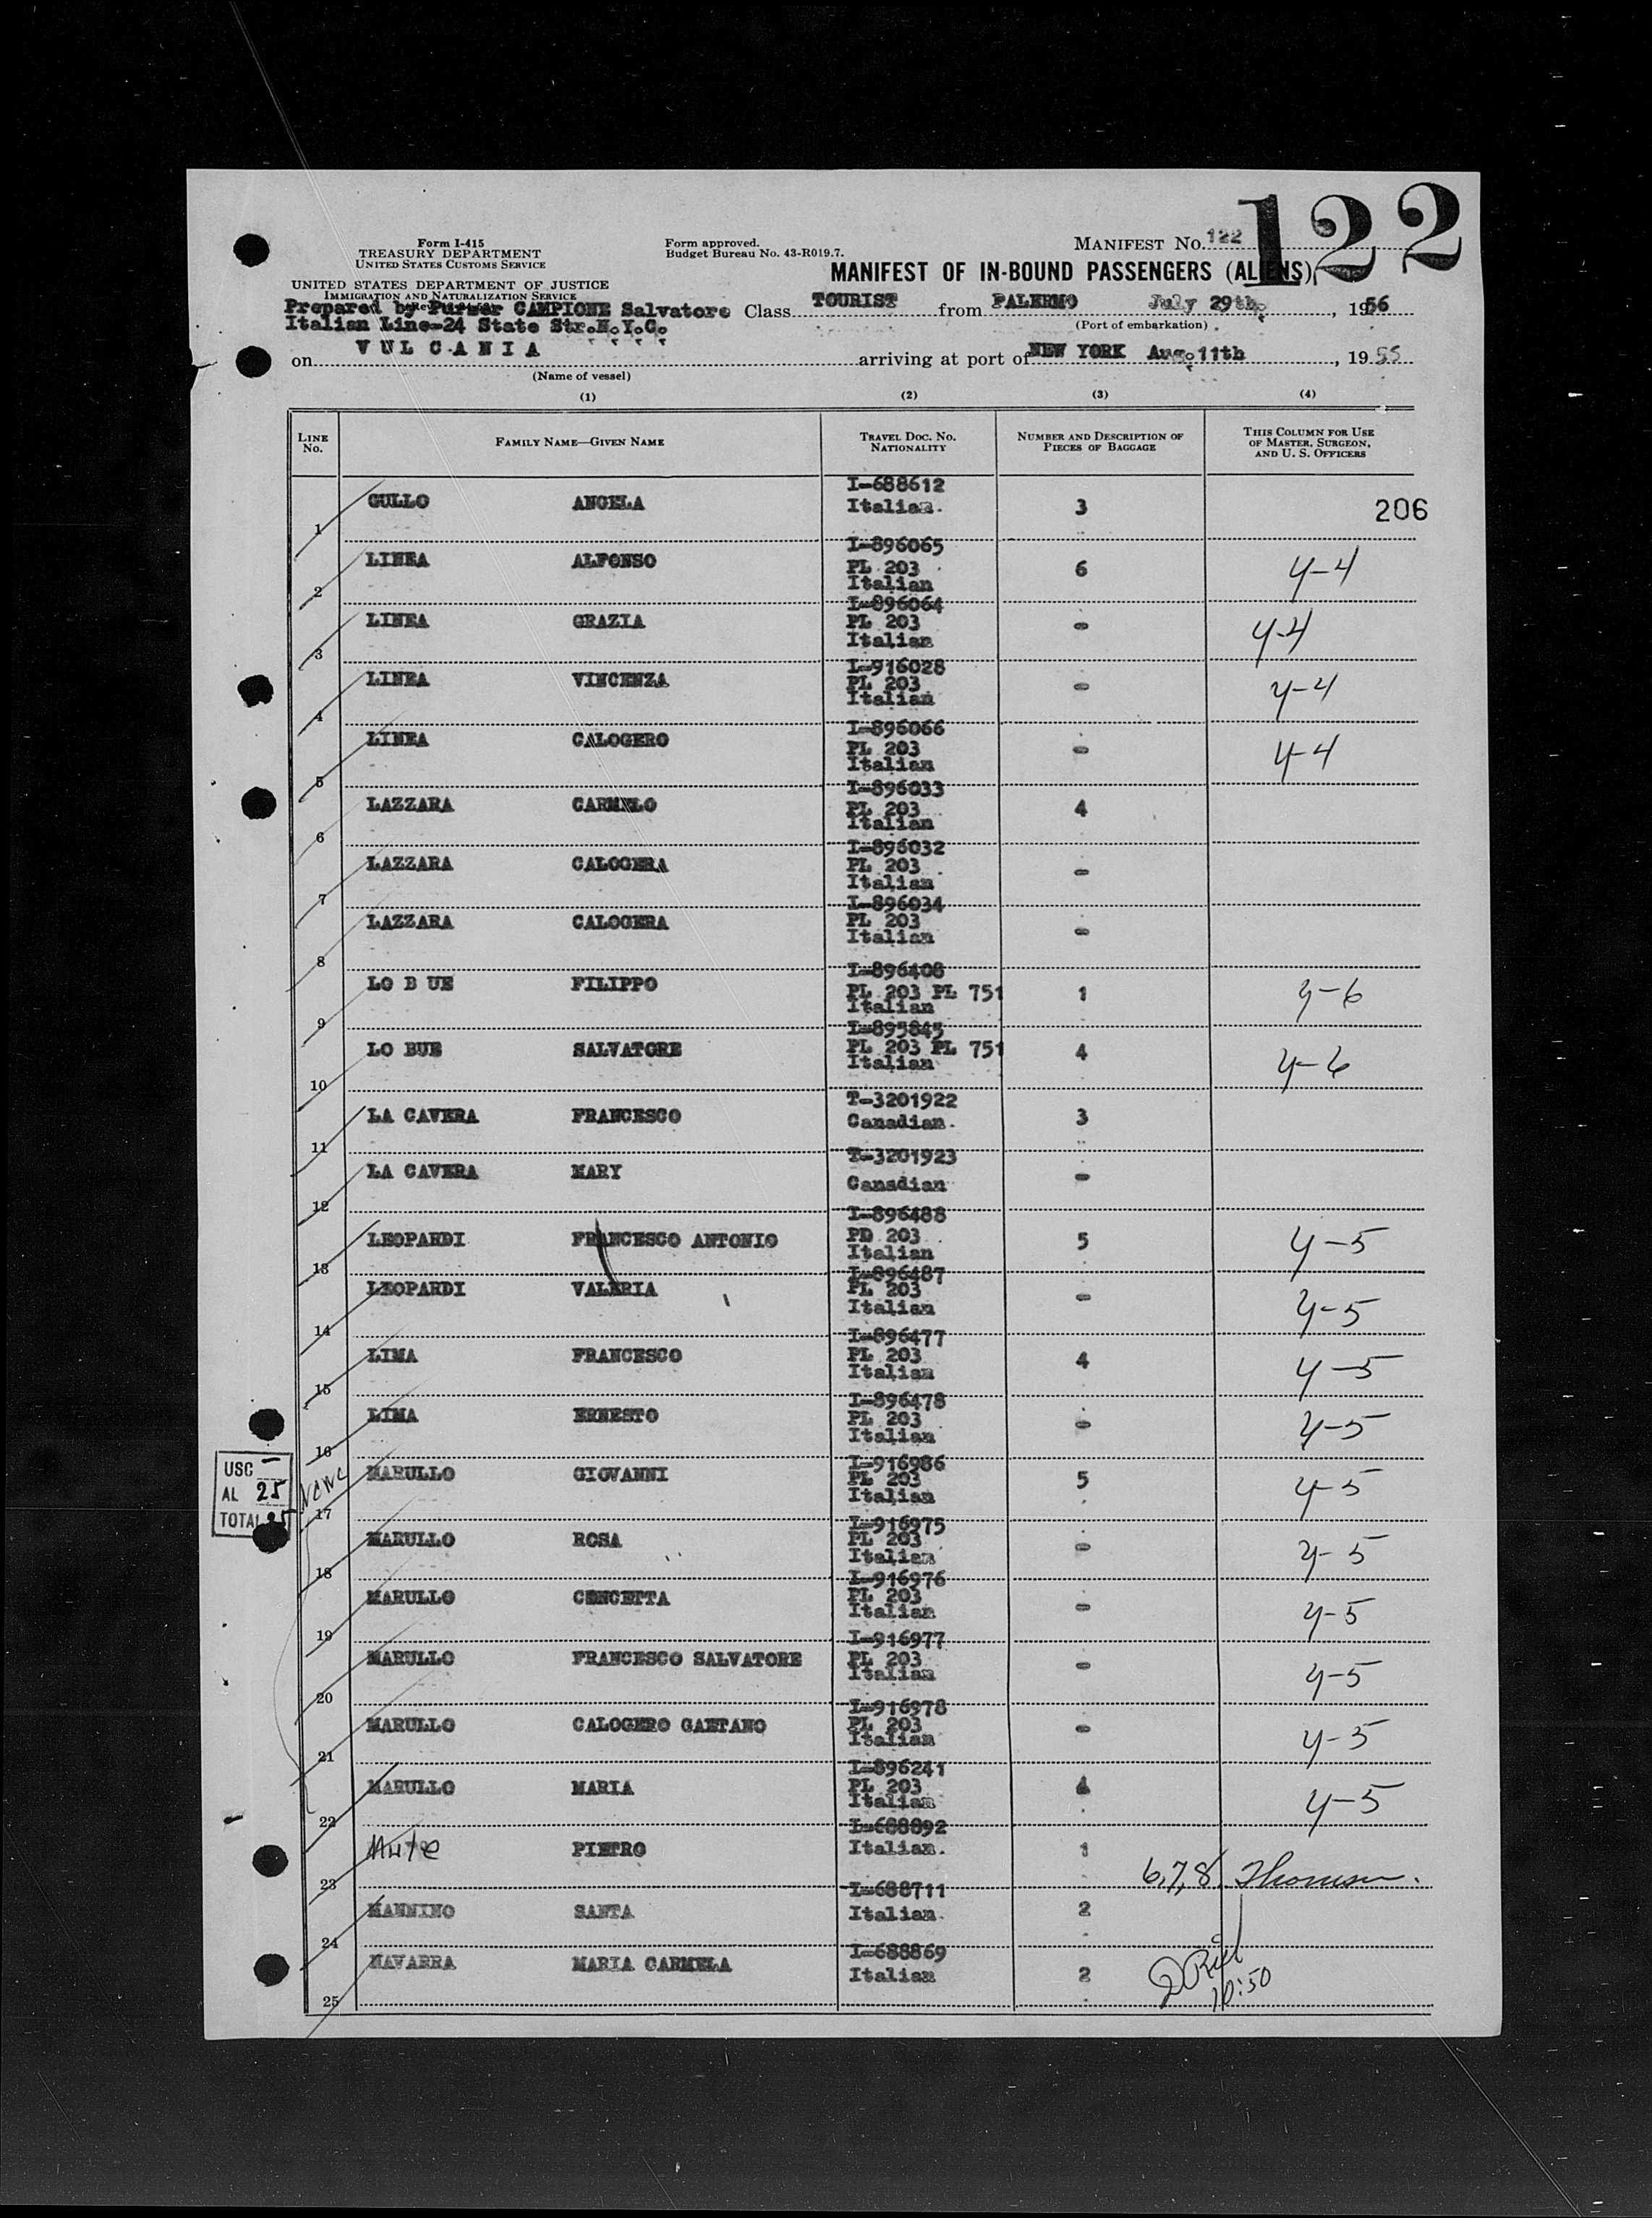 122
Form I-415
TREASURY DEPARTMENT
UNITED STATES CUSTOMS SERVICE
Form approved.
Budget Bureau No. 43-R019.7.
MANIFEST NO. 122
MANIFEST OF IN-BOUND PASSENGERS (ALIENS)
UNITED STATES DEPARTMENT OF JUSTICE
IMMIGRATION AND NATURALIZATION SERVICE
Prepared by Purser CAMPIONE Salvatore Class TOURIST from PALERMO July 29th, 1956
Italian Line-24 State Str.N.Y.C. (Port of embarkation)
on VULCANIA arriving at port of NEW YORK Aug.11th, 19
(Name of vessel)
(1) (2) (3) (4)
LINE No. FAMILY NAME—GIVEN NAME TRAVEL DOC. NO. NATIONALITY NUMBER AND DESCRIPTION OF PIECES OF BAGGAGE THIS COLUMN FOR USE OF MASTER, SURGEON, AND U. S. OFFICERS
I-688612
1 GULLO ANGELA Italian. 3 206
I-896065
2 LINEA ALFONSO PL 203 6 4-4
Italian
I-896064
3 LINEA GRAZIA PL 203 - 4-4
Italian
I-916028
4 LINEA VINCENZA PL 203 - 4-4
Italian
I-896066
5 LINEA CALOGERO PL 203 - 4-4
Italian
I-896033
6 LAZZARA CARMELO PL 203 4
Italian
I-896032
7 LAZZARA CALOGERA PL 203 -
Italian
I-896034
8 LAZZARA CALOGERA PL 203 -
Italian
I-896408
9 LO B UE FILIPPO PL 203 PL 751 1 4-6
Italian
I-895845
10 LO BUE SALVATORE PL 203 PL 751 4 4-6
Italian
T-3201922
11 LA CAVERA FRANCESCO Canadian. 3
T-3201923
12 LA CAVERA MARY Canadian -
I-896488
13 LEOPARDI FRANCESCO ANTONIO PD 203 5 4-5
Italian
I-896487
14 LEOPARDI VALERIA PL 203 - 4-5
Italian
I-896477
15 LIMA FRANCESCO PL 203 4 4-5
Italian
I-896478
16 LIMA ERNESTO PL 203 - 4-5
Italian
I-916986
17 MARULLO GIOVANNI PL 203 5 4-5
Italian
I-916975
18 MARULLO ROSA PL 203 - 4-5
Italian
I-916976
19 MARULLO CONCETTA PL 203 - 4-5
Italian
I-916977
20 MARULLO FRANCESCO SALVATORE PL 203 - 4-5
Italian
I-916978
21 MARULLO CALOGERO GAETANO PL 203 - 4-5
Italian
I-896241
22 MARULLO MARIA PL 203 4 4-5
Italian
I-688892
23 PIETRO Italian. 1
6,7,8
I-688711
24 MANNINO SANTA Italian. 2
I-688869
25 NAVARRA MARIA CARMELA Italian 2
10:50
USC -
AL 25
TOTAL 25